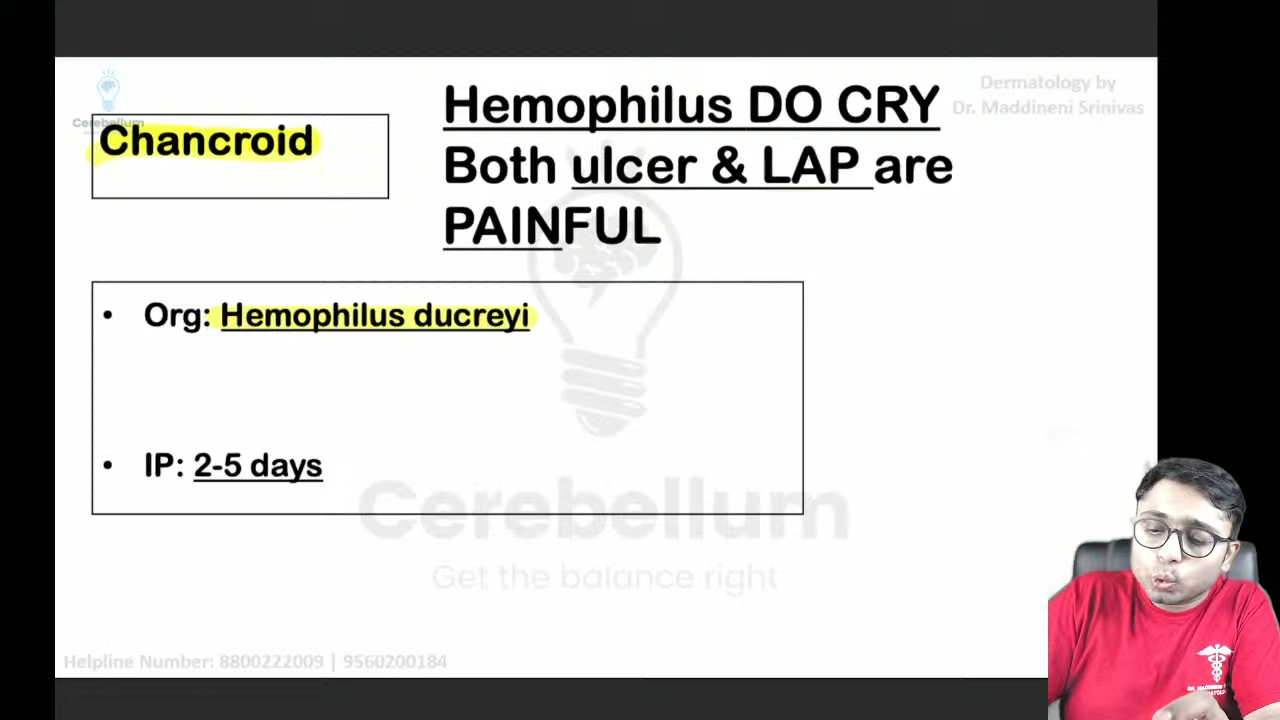 Dermatology by
Dr. Maddineni Srinivas
Cerebellum
Chancroid
Hemophilus DO CRY
Both ulcer & LAP are
PAINFUL
• Org: Hemophilus ducreyi
• IP: 2-5 days
Cerebellum
Get the balance right
Helpline Number: 8800222009 | 9560200184